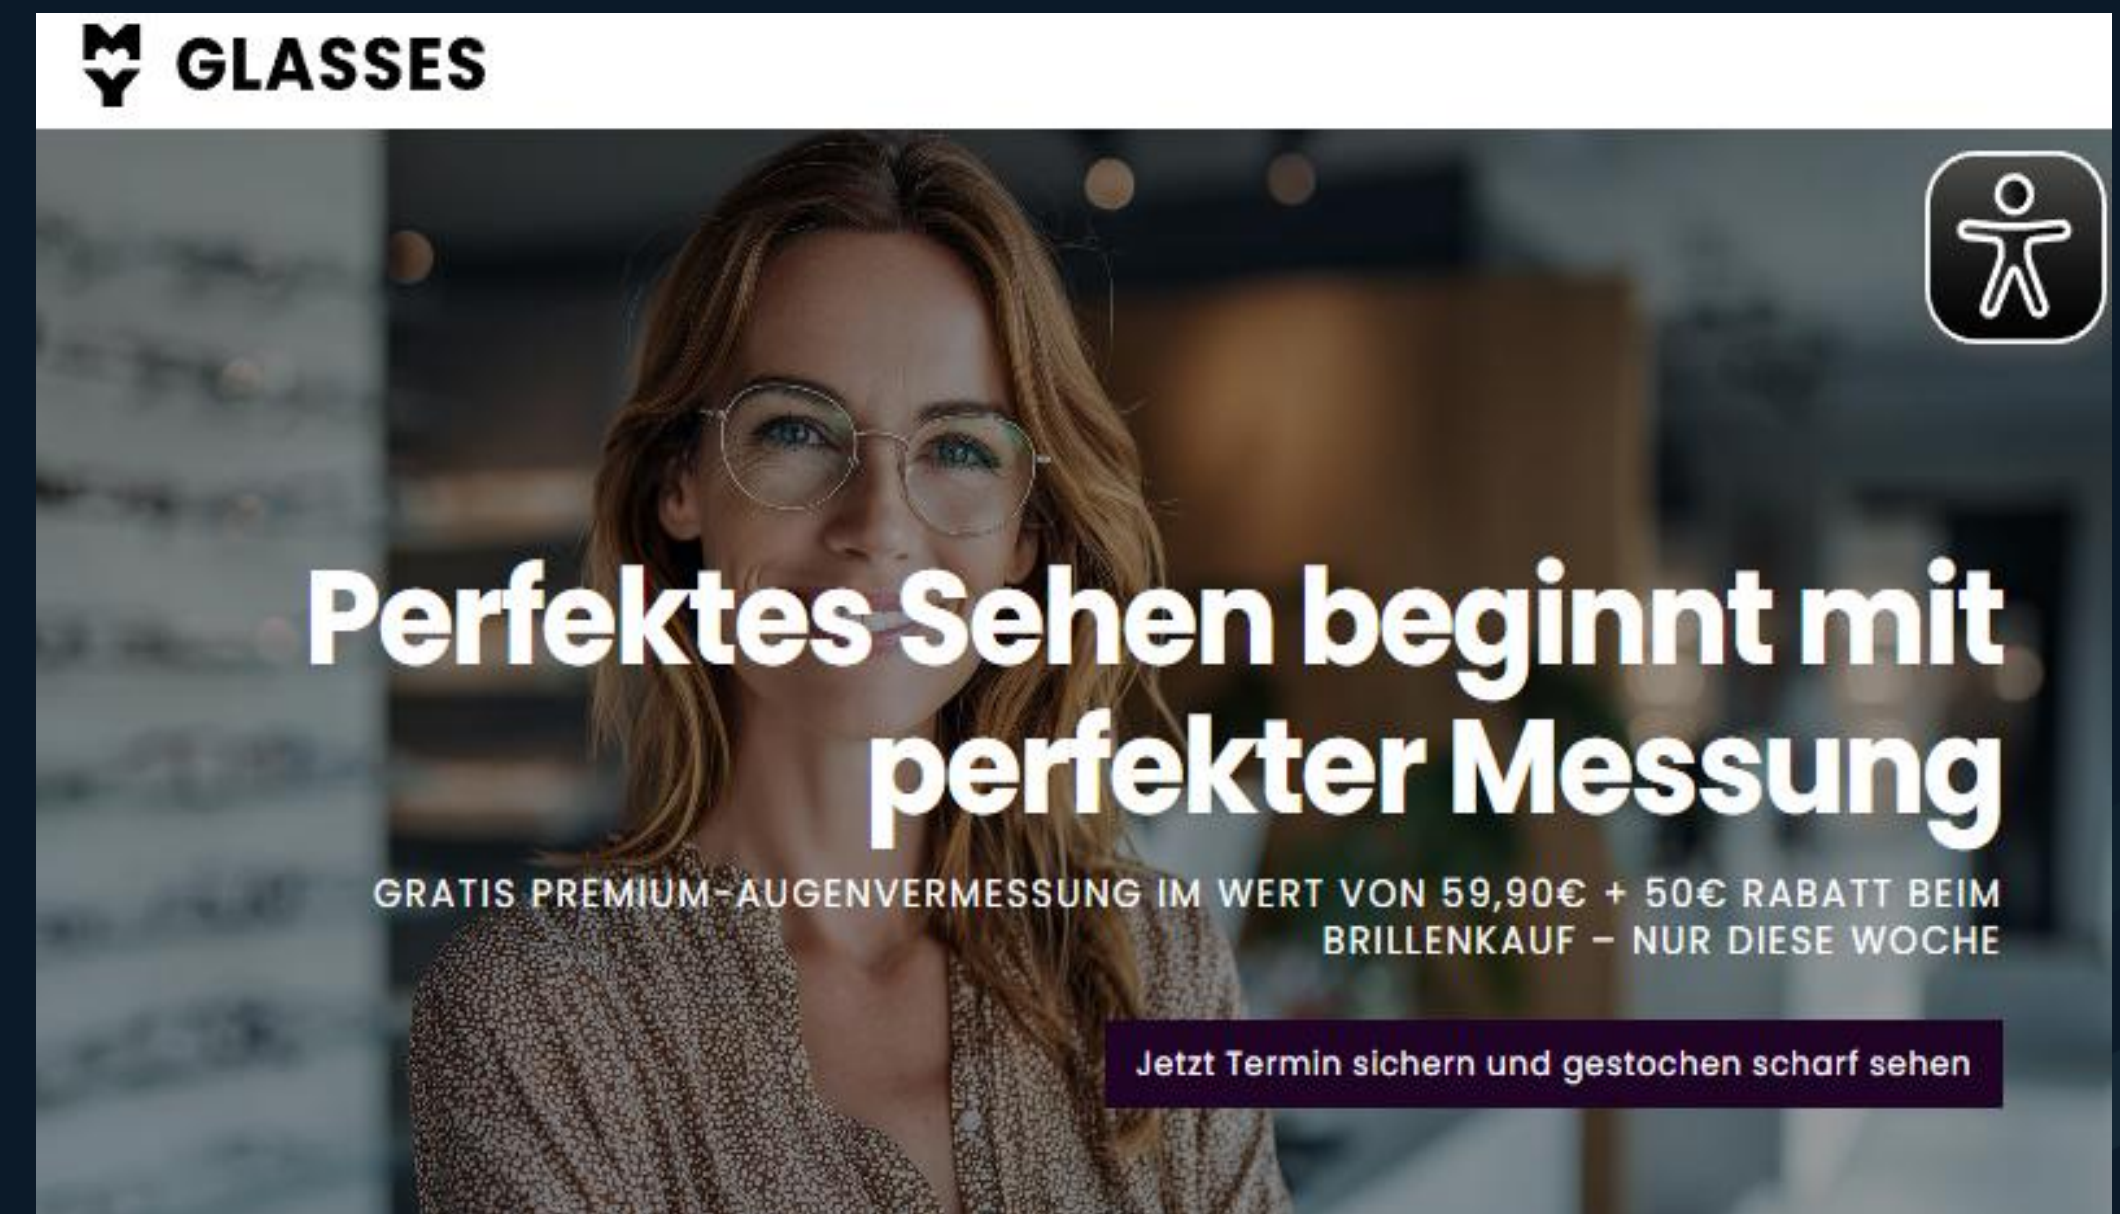 MY GLASSES
Perfektes Sehen beginnt mit
perfekter Messung
GRATIS PREMIUM-AUGENVERMESSUNG IM WERT VON 59,90€ + 50€ RABATT BEIM
BRILLENKAUF – NUR DIESE WOCHE
Jetzt Termin sichern und gestochen scharf sehen